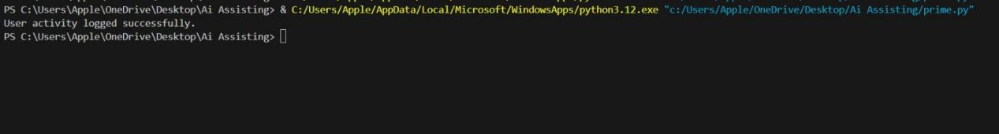 PS C:\Users\Apple\OneDrive\Desktop\Ai Assisting> & C:/Users/Apple/AppData/Local/Microsoft/WindowsApps/python3.12.exe "c:/Users/Apple/OneDrive/Desktop/Ai Assisting/prime.py"
User activity logged successfully.
PS C:\Users\Apple\OneDrive\Desktop\Ai Assisting>